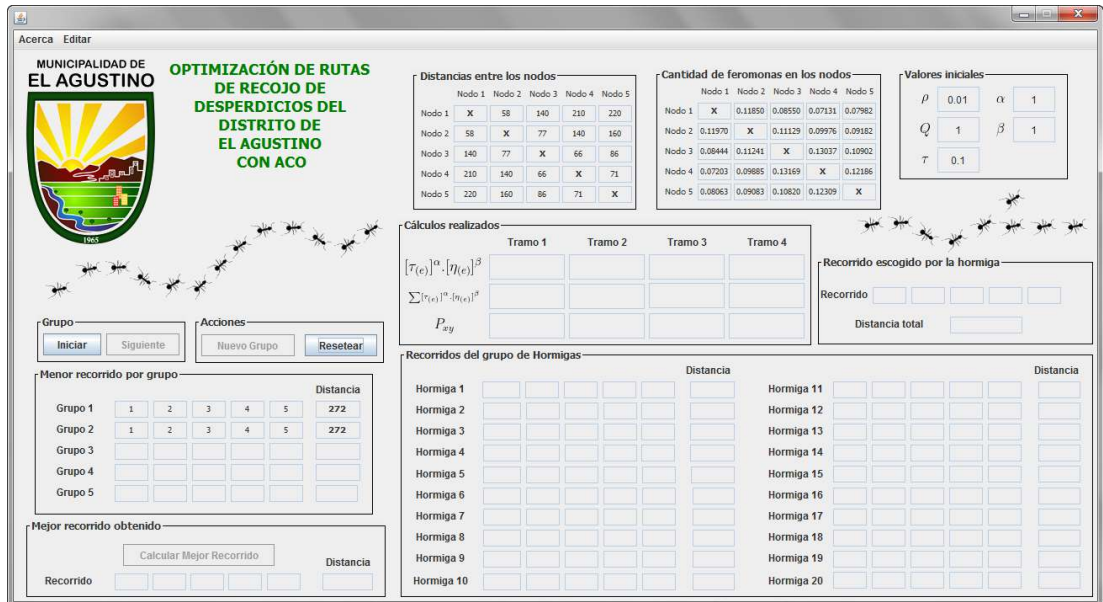 Acerca Editar
MUNICIPALIDAD DE
EL AGUSTINO
1965
OPTIMIZACIÓN DE RUTAS
DE RECOJO DE
DESPERDICIOS DEL
DISTRITO DE
EL AGUSTINO
CON ACO
Distancias entre los nodos
Nodo 1 Nodo 2 Nodo 3 Nodo 4 Nodo 5
Nodo 1 X 58 140 210 220
Nodo 2 58 X 77 140 160
Nodo 3 140 77 X 66 86
Nodo 4 210 140 66 X 71
Nodo 5 220 160 86 71 X
Cantidad de feromonas en los nodos
Nodo 1 Nodo 2 Nodo 3 Nodo 4 Nodo 5
Nodo 1 X 0.11850 0.08550 0.07131 0.07982
Nodo 2 0.11970 X 0.11129 0.09976 0.09182
Nodo 3 0.08444 0.11241 X 0.13037 0.10902
Nodo 4 0.07203 0.09885 0.13169 X 0.12186
Nodo 5 0.08063 0.09083 0.10820 0.12309 X
Valores iniciales
ρ 0.01 α 1
Q 1 β 1
τ 0.1
Cálculos realizados
Tramo 1 Tramo 2 Tramo 3 Tramo 4
[τ(e)]^α.[η(e)]^β
∑[τ(e)]^α.[η(e)]^β
P_xy
Recorrido escogido por la hormiga
Recorrido
Distancia total
Grupo
Iniciar Siguiente
Acciones
Nuevo Grupo Resetear
Menor recorrido por grupo
Distancia
Grupo 1 1 2 3 4 5 272
Grupo 2 1 2 3 4 5 272
Grupo 3
Grupo 4
Grupo 5
Mejor recorrido obtenido
Calcular Mejor Recorrido
Distancia
Recorrido
Recorridos del grupo de Hormigas
Distancia
Hormiga 1
Hormiga 2
Hormiga 3
Hormiga 4
Hormiga 5
Hormiga 6
Hormiga 7
Hormiga 8
Hormiga 9
Hormiga 10
Distancia
Hormiga 11
Hormiga 12
Hormiga 13
Hormiga 14
Hormiga 15
Hormiga 16
Hormiga 17
Hormiga 18
Hormiga 19
Hormiga 20